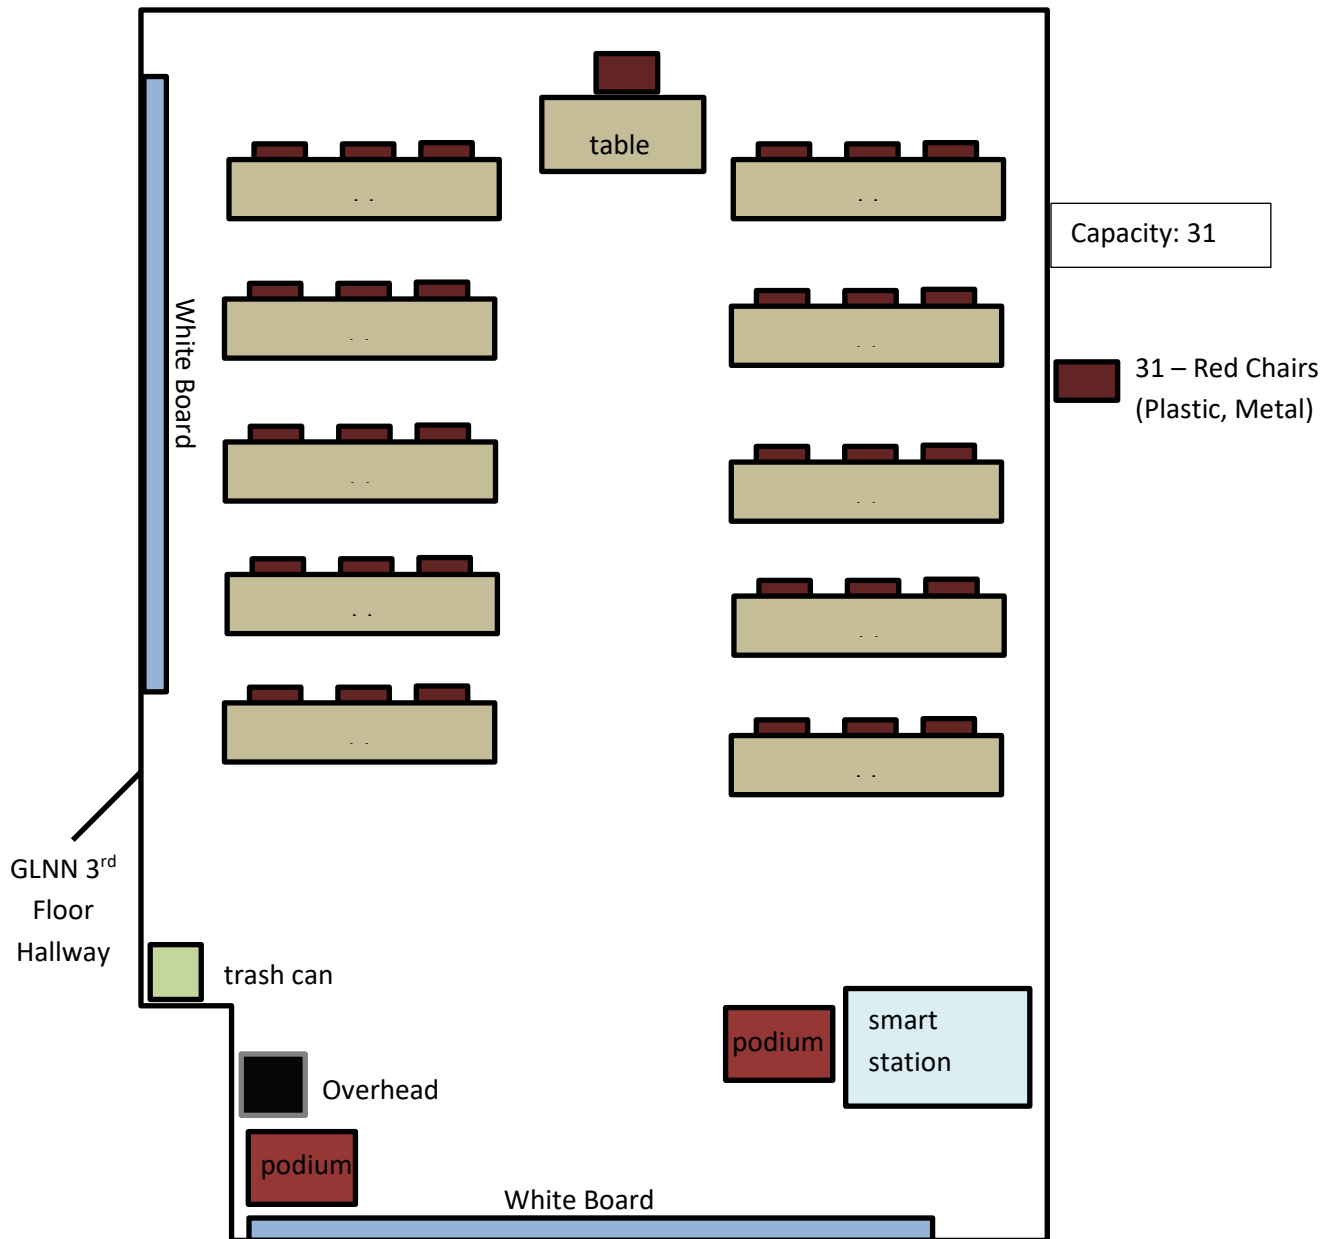 table
Capacity: 31
White Board
31 – Red Chairs
(Plastic, Metal)
GLNN 3rd
Floor
Hallway
trash can
smart
station
podium
Overhead
podium
White Board